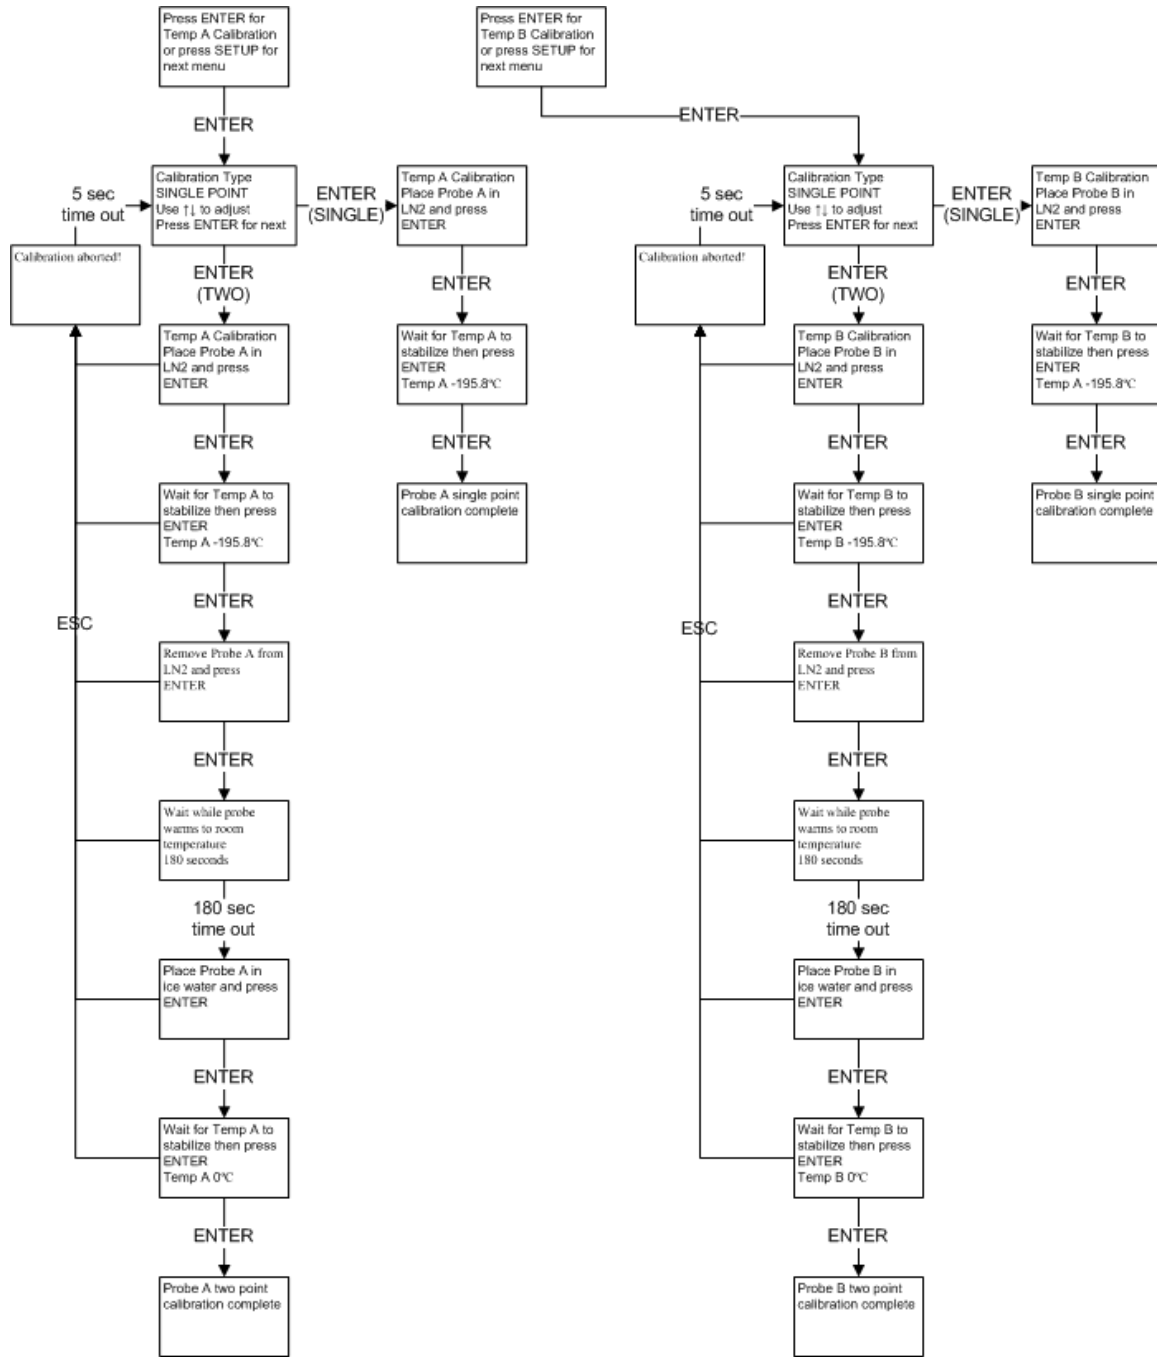 Press ENTER for
Temp A Calibration
or press SETUP for
next menu
ENTER
Calibration Type
SINGLE POINT
Use ↑↓ to adjust
Press ENTER for next
5 sec
time out
Calibration aborted!
ENTER
(SINGLE)
Temp A Calibration
Place Probe A in
LN2 and press
ENTER
ENTER
Wait for Temp A to
stabilize then press
ENTER
Temp A -195.8℃
ENTER
Probe A single point
calibration complete
ENTER
(TWO)
Temp A Calibration
Place Probe A in
LN2 and press
ENTER
ENTER
Wait for Temp A to
stabilize then press
ENTER
Temp A -195.8℃
ENTER
ESC
Remove Probe A from
LN2 and press
ENTER
ENTER
Wait while probe
warms to room
temperature
180 seconds
180 sec
time out
Place Probe A in
ice water and press
ENTER
ENTER
Wait for Temp A to
stabilize then press
ENTER
Temp A 0℃
ENTER
Probe A two point
calibration complete
Press ENTER for
Temp B Calibration
or press SETUP for
next menu
ENTER
Calibration Type
SINGLE POINT
Use ↑↓ to adjust
Press ENTER for next
5 sec
time out
Calibration aborted!
ENTER
(SINGLE)
Temp B Calibration
Place Probe B in
LN2 and press
ENTER
ENTER
Wait for Temp B to
stabilize then press
ENTER
Temp A -195.8℃
ENTER
Probe B single point
calibration complete
ENTER
(TWO)
Temp B Calibration
Place Probe B in
LN2 and press
ENTER
ENTER
Wait for Temp B to
stabilize then press
ENTER
Temp B -195.8℃
ENTER
ESC
Remove Probe B from
LN2 and press
ENTER
ENTER
Wait while probe
warms to room
temperature
180 seconds
180 sec
time out
Place Probe B in
ice water and press
ENTER
ENTER
Wait for Temp B to
stabilize then press
ENTER
Temp B 0℃
ENTER
Probe B two point
calibration complete